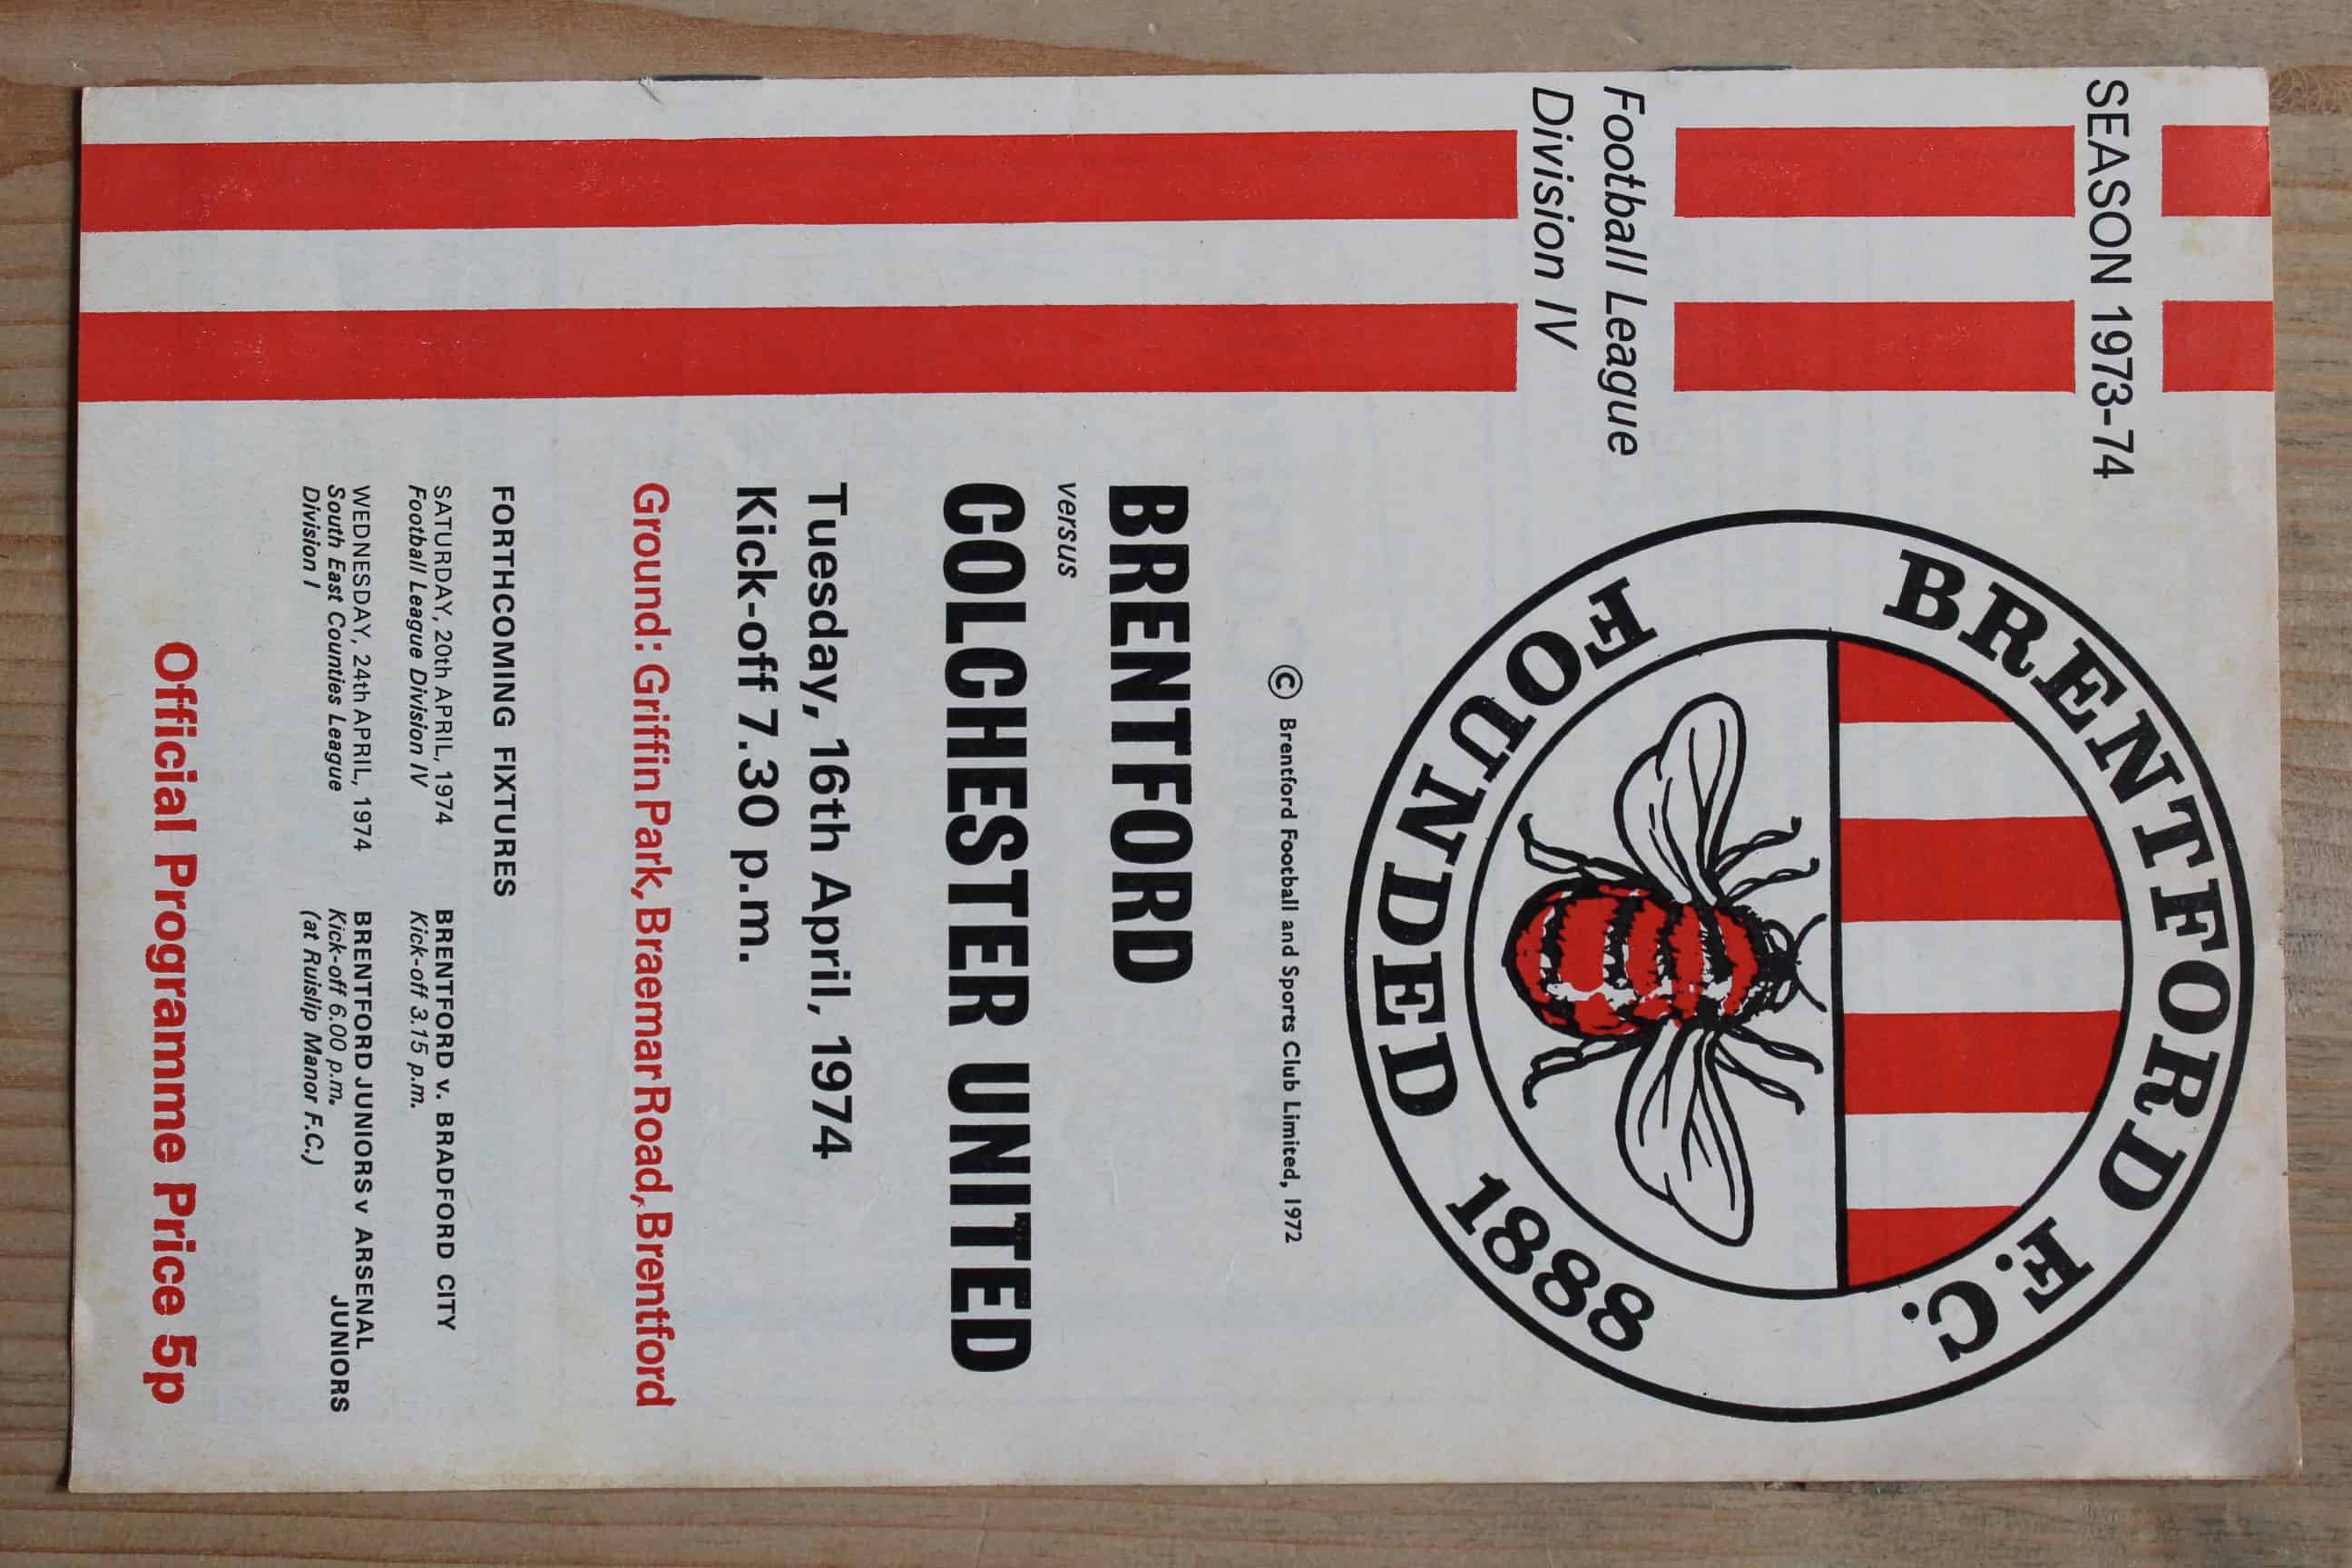 SEASON 1973-74
BRENTFORD F.C.
FOUNDED 1888
Football League
Division IV
© Brentford Football and Sports Club Limited, 1972
BRENTFORD
versus
COLCHESTER UNITED
Tuesday, 16th April, 1974
Kick-off 7.30 p.m.
Ground: Griffin Park, Braemar Road, Brentford
FORTHCOMING FIXTURES
SATURDAY, 20th APRIL, 1974 BRENTFORD v. BRADFORD CITY
Football League Division IV Kick-off 3.15 p.m.
WEDNESDAY, 24th APRIL, 1974 BRENTFORD JUNIORS v ARSENAL
South East Counties League Kick-off 6.00 p.m. JUNIORS
Division I (at Ruislip Manor F.C.)
Official Programme Price 5p